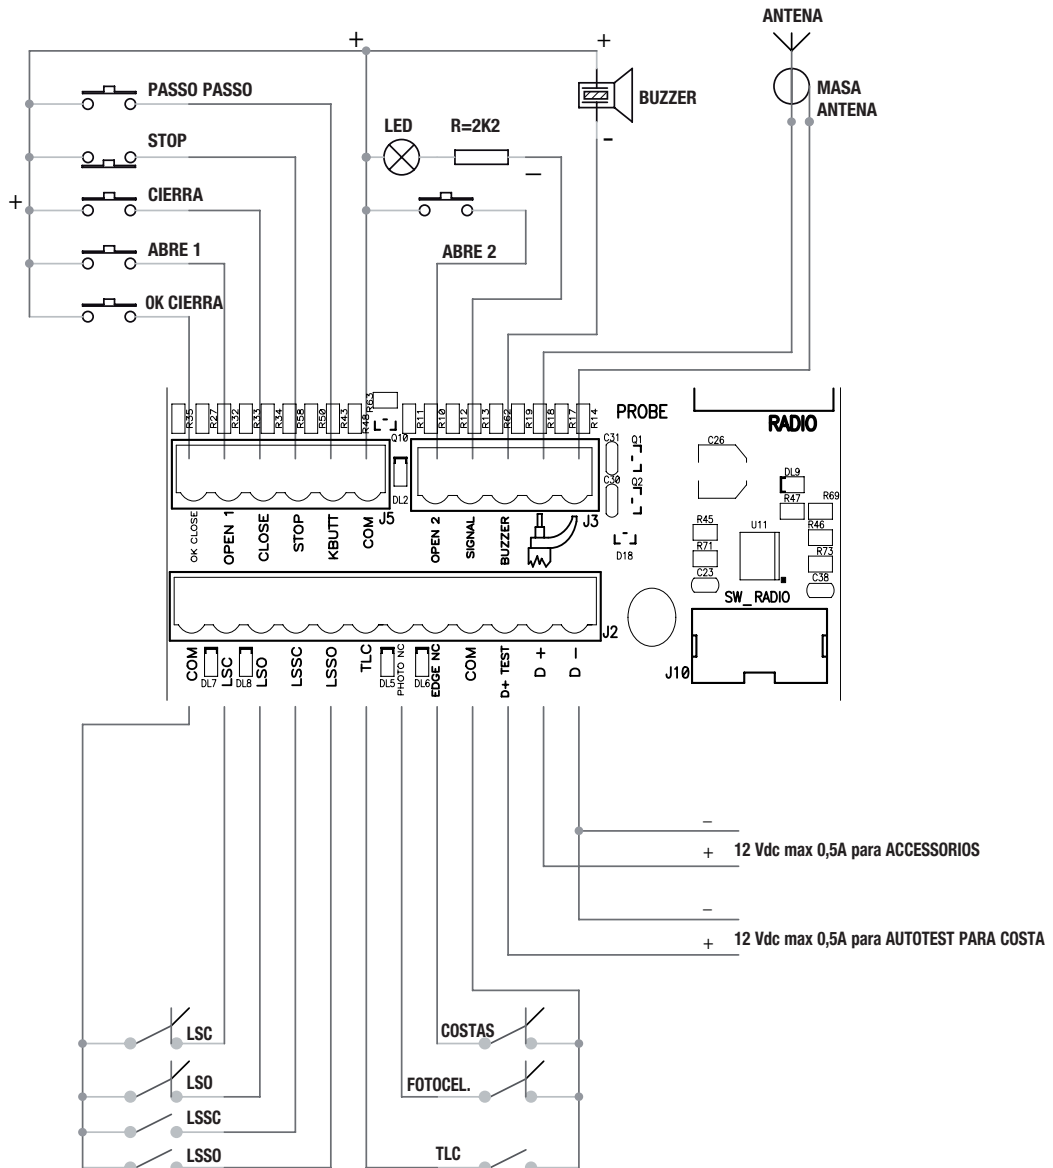 ANTENA
+
+
PASSO PASSO
BUZZER
MASA
ANTENA
LED
R=2K2
STOP
-
–
+
CIERRA
ABRE 1
ABRE 2
OK CIERRA
R35
R27
R32
R33
R34
R58
R50
R43
R48
R63
Q10
R11
R10
R12
R13
R62
R19
R18
R17
R14
PROBE
RADIO
C31
Q1
C26
DL2
C30
Q2
DL9
R47
R69
J5
J3
D18
R45
U11
R46
R71
R73
C23
C38
OK CLOSE
OPEN 1
CLOSE
STOP
KBUTT
COM
OPEN 2
SIGNAL
BUZZER
SW_RADIO
J2
J10
COM
DL7
LSC
DL8
LSO
LSSC
LSSO
TLC
DL5
PHOTO NC
DL6
EDGE NC
COM
D+ TEST
D +
D –
–
+ 12 Vdc max 0,5A para ACCESSORIOS
–
+ 12 Vdc max 0,5A para AUTOTEST PARA COSTA
LSC
COSTAS
LSO
FOTOCEL.
LSSC
LSSO
TLC